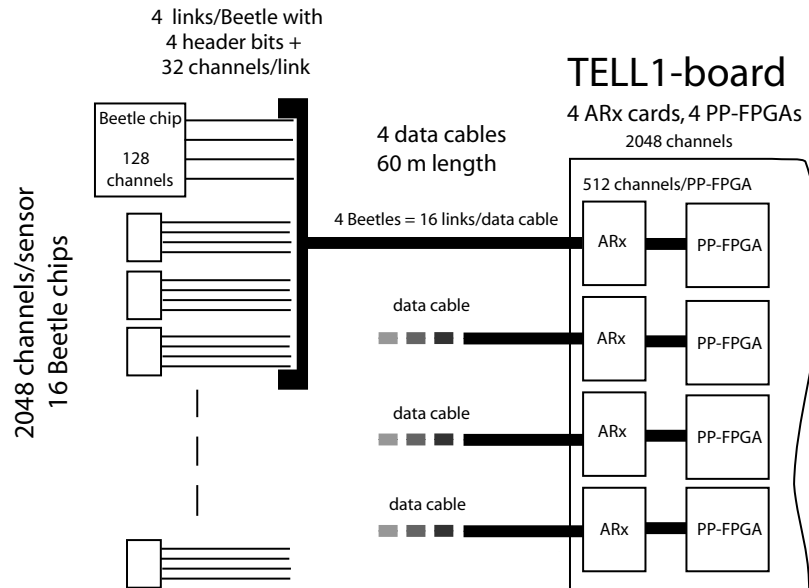 4 links/Beetle with
4 header bits +
32 channels/link
TELL1-board
4 ARx cards, 4 PP-FPGAs
2048 channels
Beetle chip
128
channels
4 data cables
60 m length
512 channels/PP-FPGA
4 Beetles = 16 links/data cable
ARx
PP-FPGA
2048 channels/sensor
16 Beetle chips
data cable
ARx
PP-FPGA
data cable
ARx
PP-FPGA
data cable
ARx
PP-FPGA